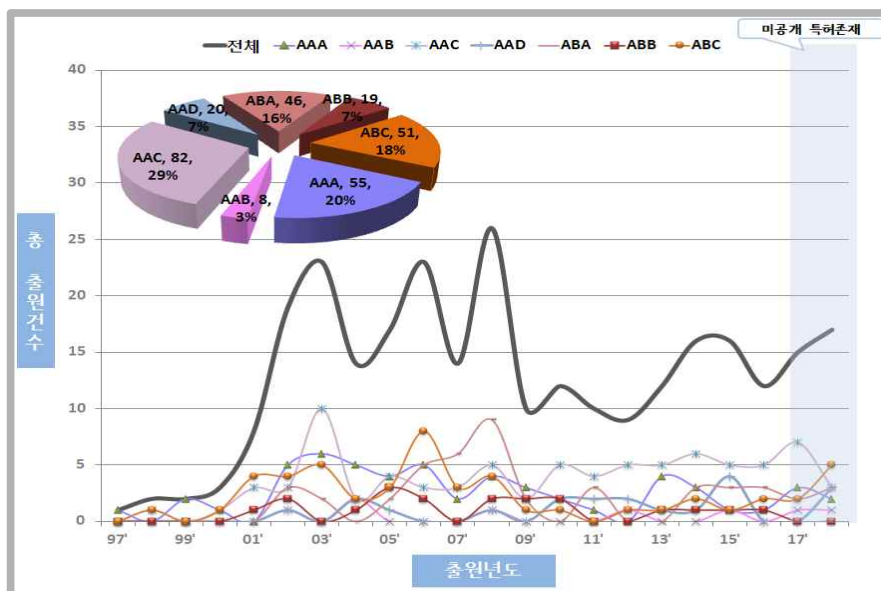 미공개 특허존재
전체 AAA AAB AAC AAD ABA ABB ABC
40
35
30
25
20
15
10
5
0
AAD, 20,
7%
ABA, 46,
16%
ABB, 19,
7%
ABC, 51,
18%
AAC, 82,
29%
AAB, 8,
3%
AAA, 55,
20%
총 출원건수
97' 99' 01' 03' 05' 07' 09' 11' 13' 15' 17'
출원년도